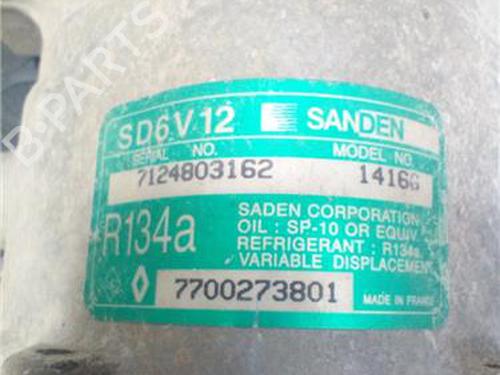 B-PARTS
SD6V12 SANDEN
SERIAL NO. MODEL NO.
7124803162 1416G
R134a
SADEN CORPORATION
OIL : SP-10 OR EQUIV.
REFRIGERANT : R134a
VARIABLE DISPLACEMENT
7700273801
MADE IN FRANCE